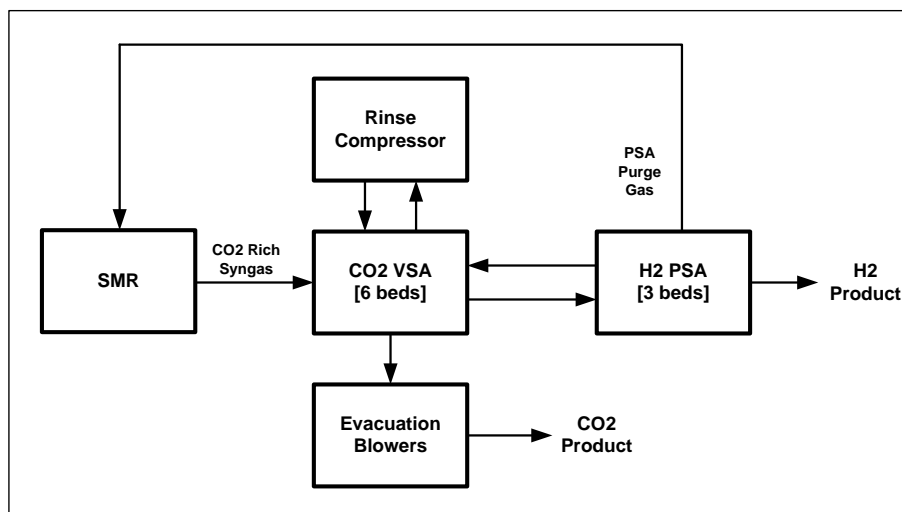 Rinse
Compressor
PSA
Purge
Gas
SMR
CO2 Rich
Syngas
CO2 VSA
[6 beds]
H2 PSA
[3 beds]
H2
Product
Evacuation
Blowers
CO2
Product